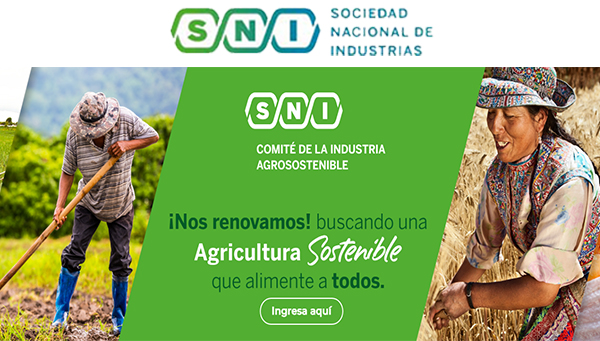 SNI
SOCIEDAD
NACIONAL DE
INDUSTRIAS
SNI
COMITÉ DE LA INDUSTRIA
AGROSOSTENIBLE
¡Nos renovamos! buscando una
Agricultura Sostenible
que alimente a todos.
Ingresa aquí